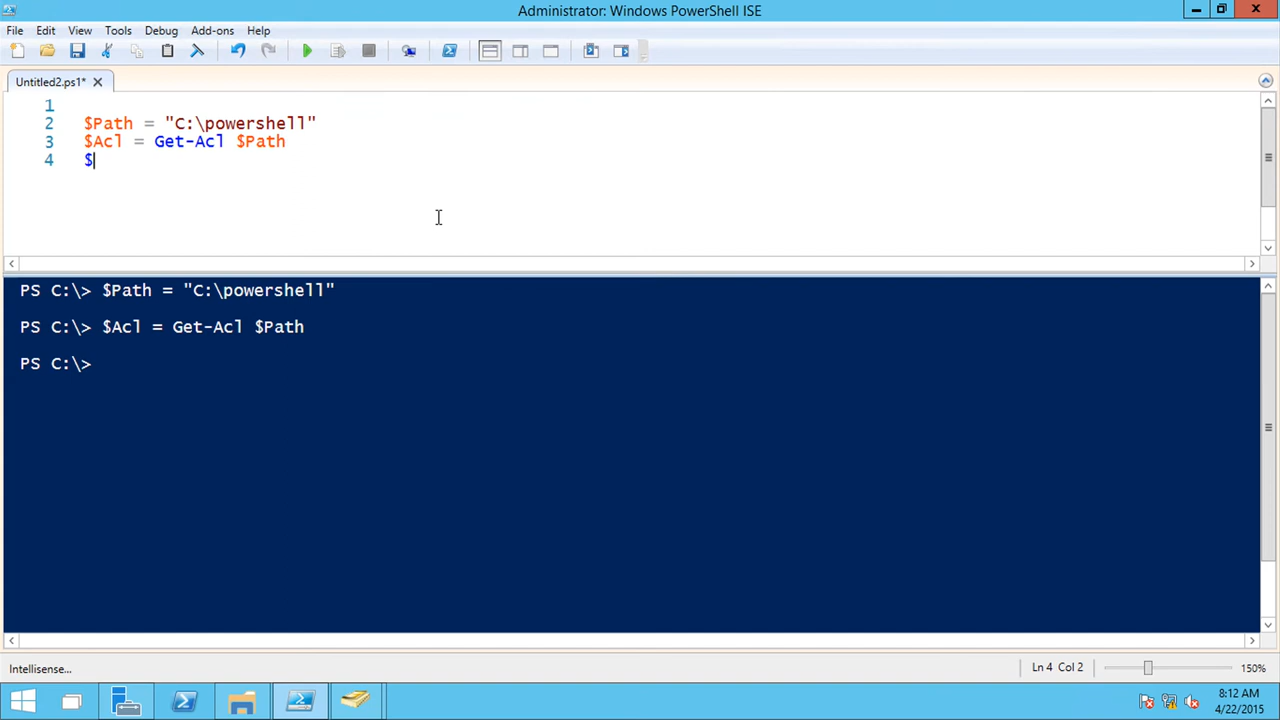 Administrator: Windows PowerShell ISE
File Edit View Tools Debug Add-ons Help
Untitled2.ps1*
1
2 $Path = "C:\powershell"
3 $Acl = Get-Acl $Path
4 $
PS C:\> $Path = "C:\powershell"
PS C:\> $Acl = Get-Acl $Path
PS C:\>
Intellisense... Ln 4 Col 2 150%
8:12 AM
4/22/2015